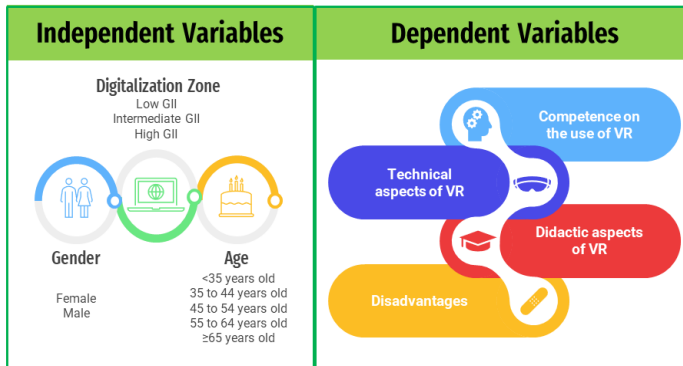 Independent Variables
Digitalization Zone
Low GII
Intermediate GII
High GII
Gender
Female
Male
Age
<35 years old
35 to 44 years old
45 to 54 years old
55 to 64 years old
≥65 years old
Dependent Variables
Competence on
the use of VR
Technical
aspects of VR
Didactic aspects
of VR
Disadvantages